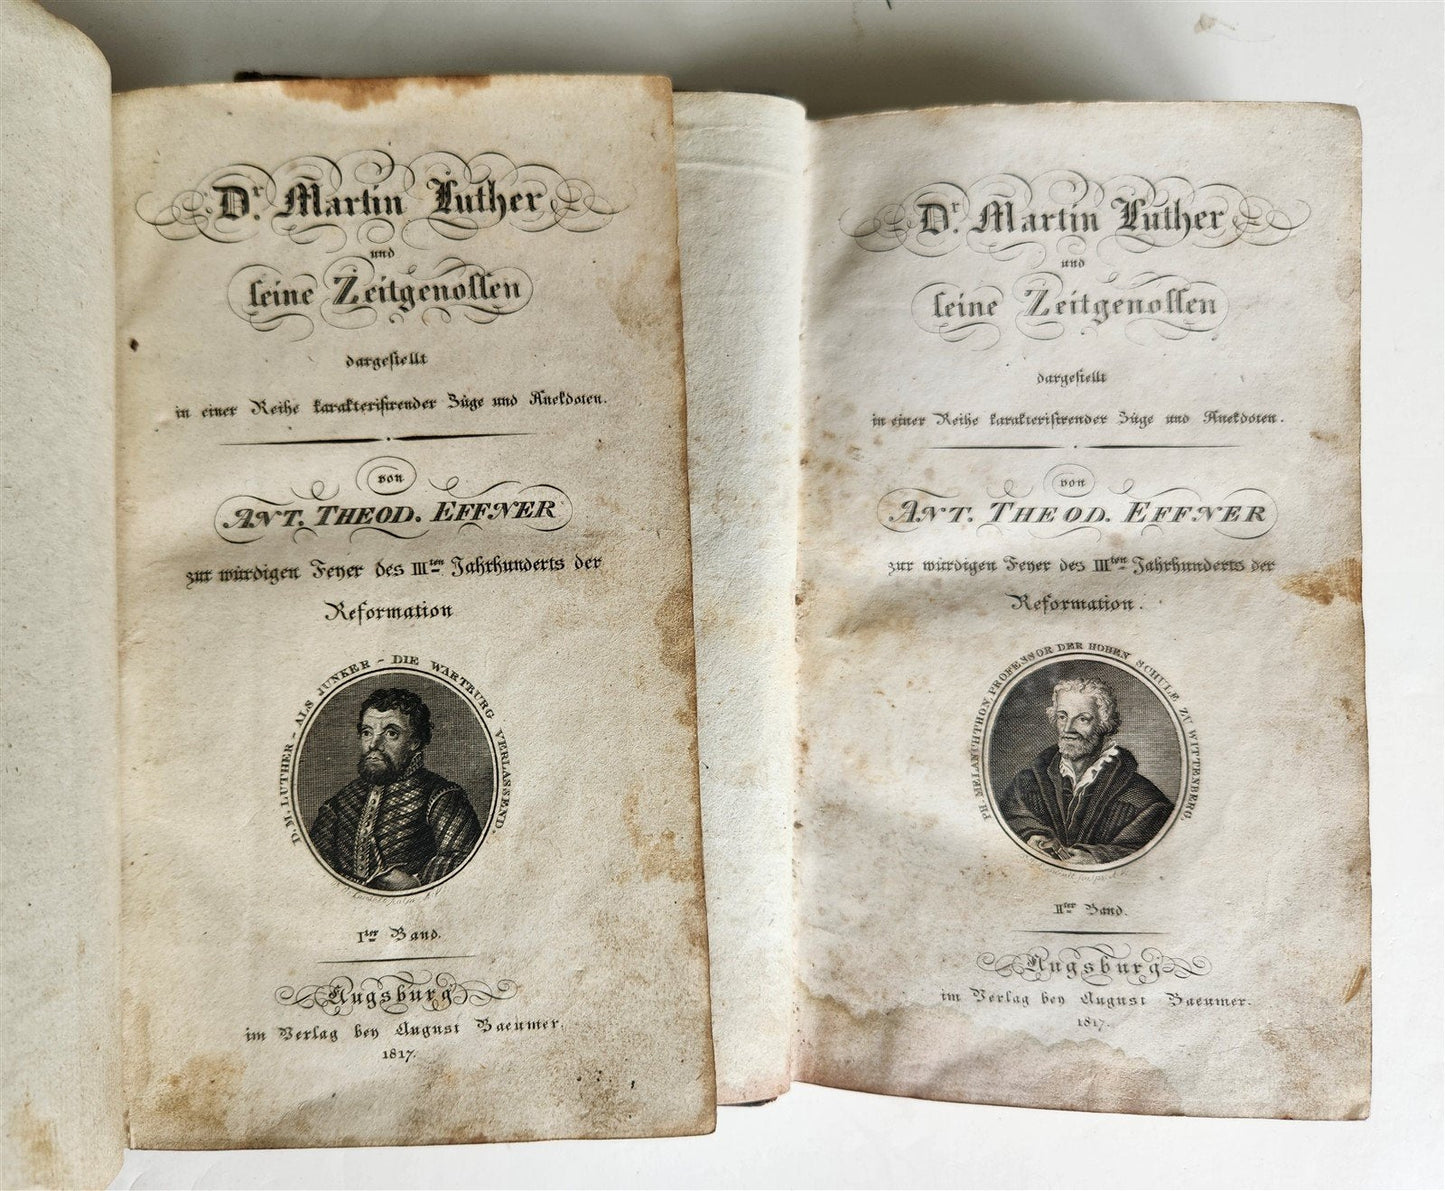 Dr. Martin Luther
und
seine Zeitgenossen
dargestellt
in einer Reihe karakterisirender Züge und Anekdoten.
von
ANT. THEOD. EFFNER
zur würdigen Feyer des IIIten Jahrhunderts der
Reformation
D. M. LUTHER - ALS JUNKER - DIE WARTBURG VERLASSEND.
Iter Band.
Augsburg
im Verlag bey August Baeumer.
1817.
Dr. Martin Luther
und
seine Zeitgenossen
dargestellt
in einer Reihe karakterisirender Züge und Anekdoten.
von
ANT. THEOD. EFFNER
zur würdigen Feyer des IIIten Jahrhunderts der
Reformation.
PH. MELANCHTHON, PROFESSOR DER HOHEN SCHULE ZU WITTENBERG.
IIter Band.
Augsburg
im Verlag bey August Baeumer.
1817.